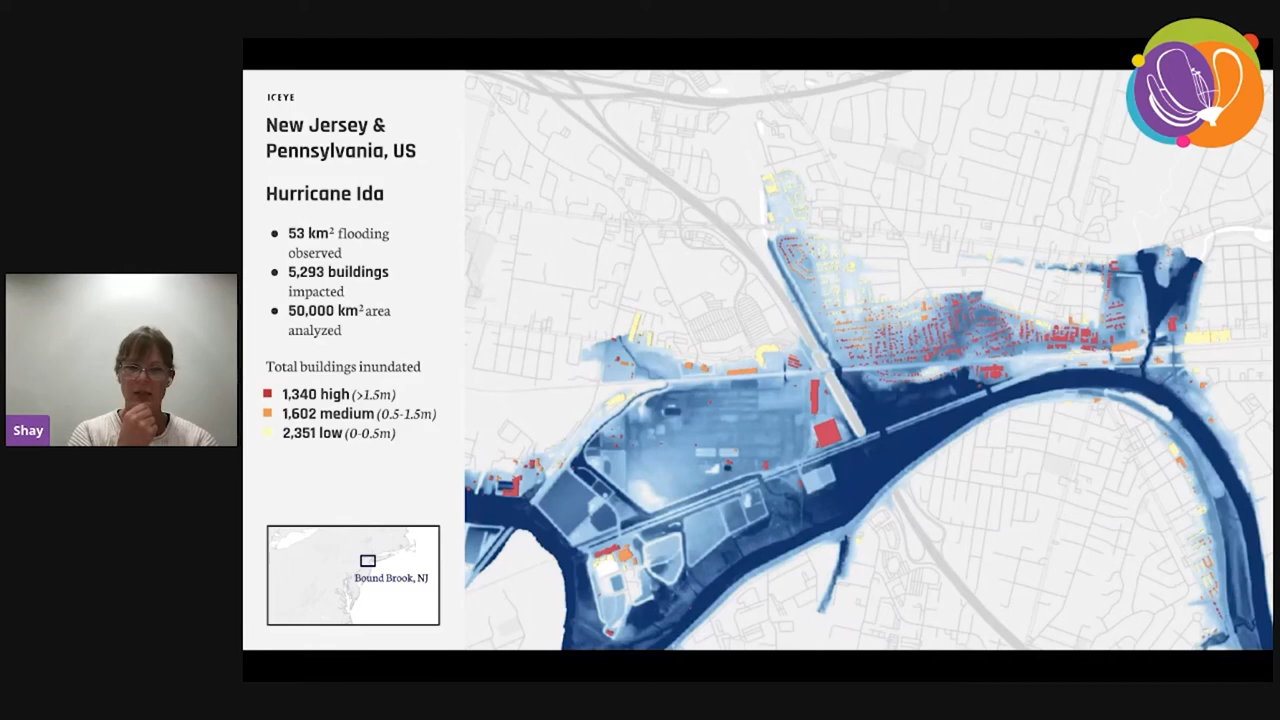 ICEYE
New Jersey &
Pennsylvania, US
Hurricane Ida
53 km² flooding
observed
5,293 buildings
impacted
50,000 km² area
analyzed
Total buildings inundated
1,340 high (>1.5m)
1,602 medium (0.5-1.5m)
2,351 low (0-0.5m)
Bound Brook, NJ
Shay